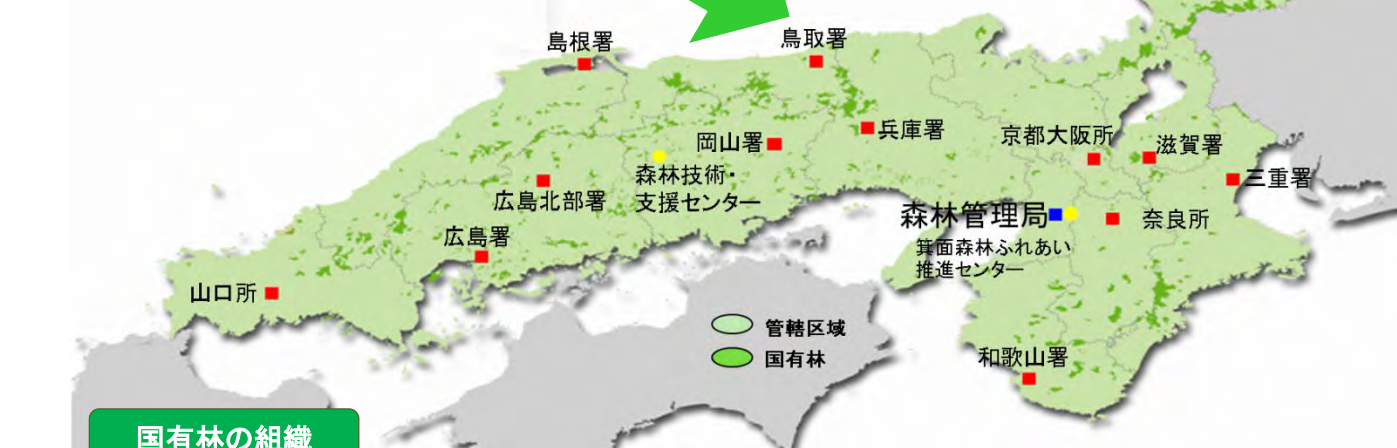 島根署
鳥取署
兵庫署
京都大阪所
岡山署
滋賀署
森林技術・
支援センター
三重署
広島北部署
森林管理局
奈良所
広島署
箕面森林ふれあい
推進センター
山口所
管轄区域
国有林
和歌山署
国有林の組織